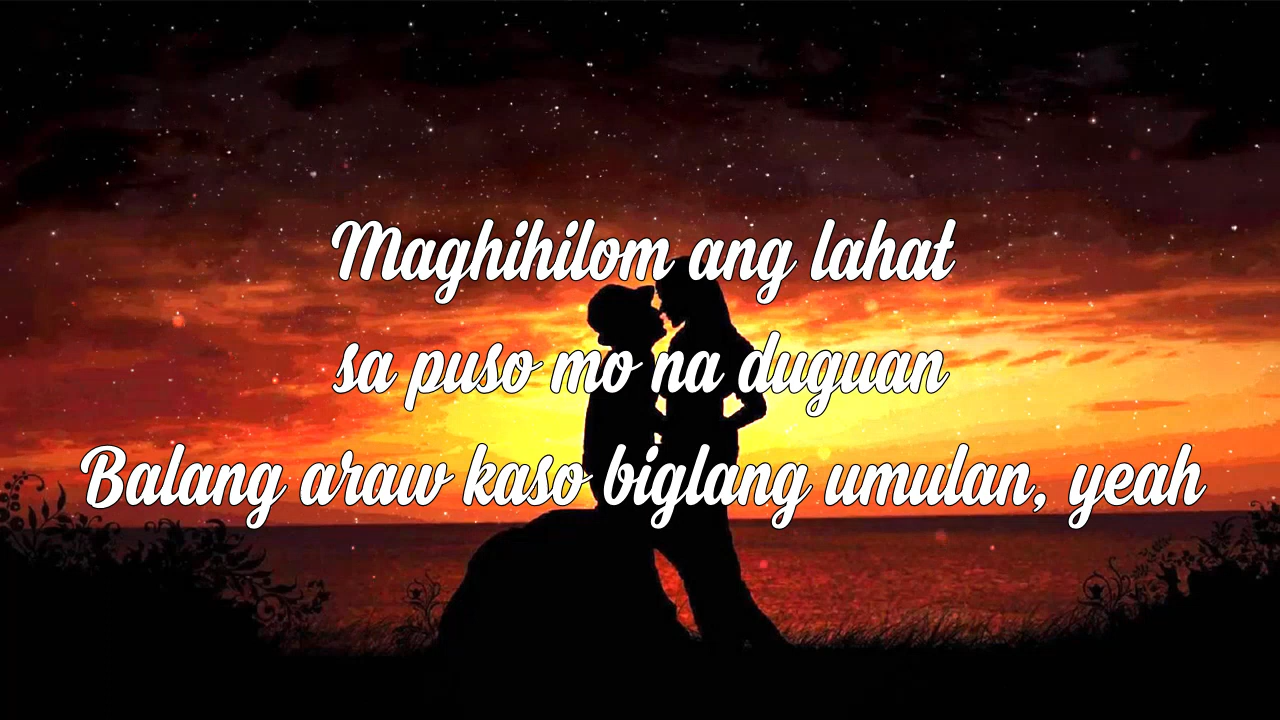 Maghihilom ang lahat
sa puso mo na duguan
Balang araw kaso biglang umulan, yeah